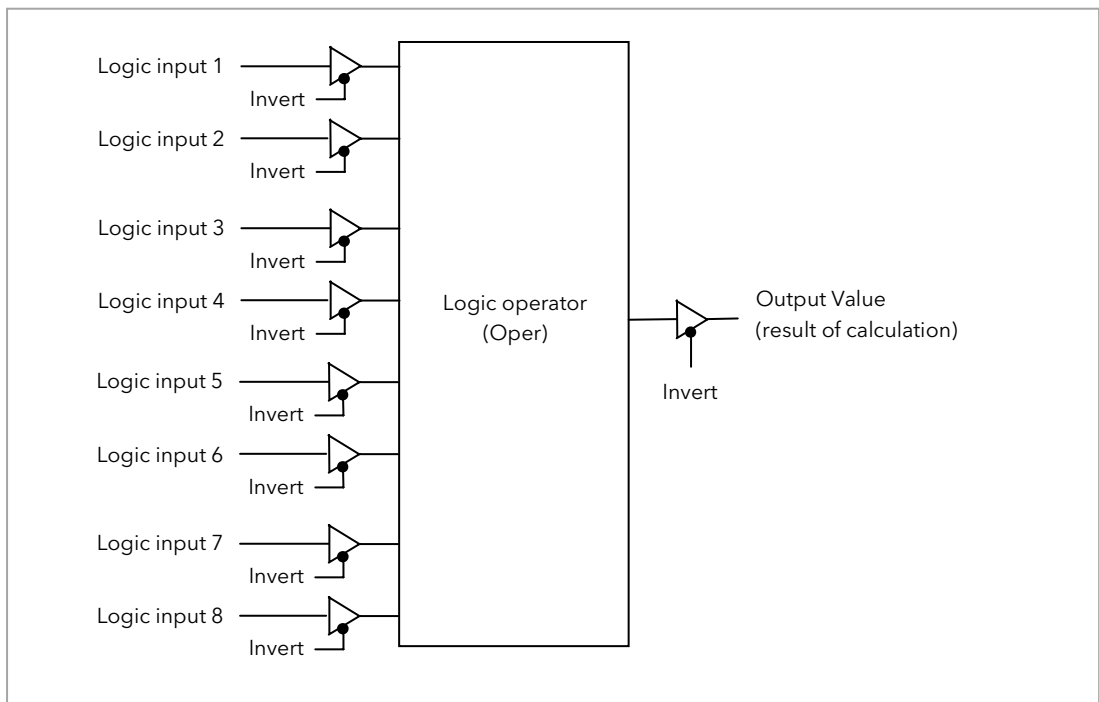 Logic input 1
Invert
Logic input 2
Invert
Logic input 3
Invert
Logic input 4
Invert
Logic input 5
Invert
Logic input 6
Invert
Logic input 7
Invert
Logic input 8
Invert
Logic operator
(Oper)
Output Value
(result of calculation)
Invert